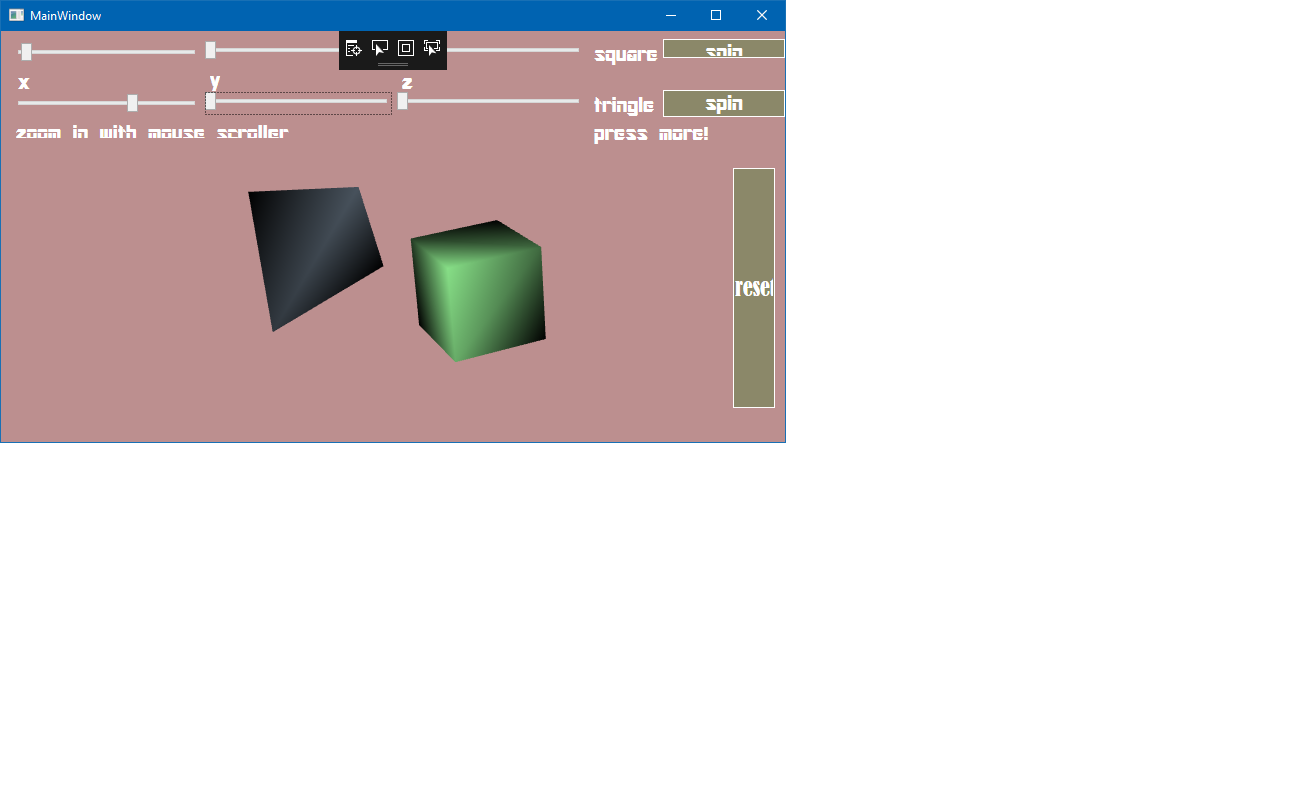 MainWindow
square spin
x y z
tringle spin
zoom in with mouse scroller press more!
reset